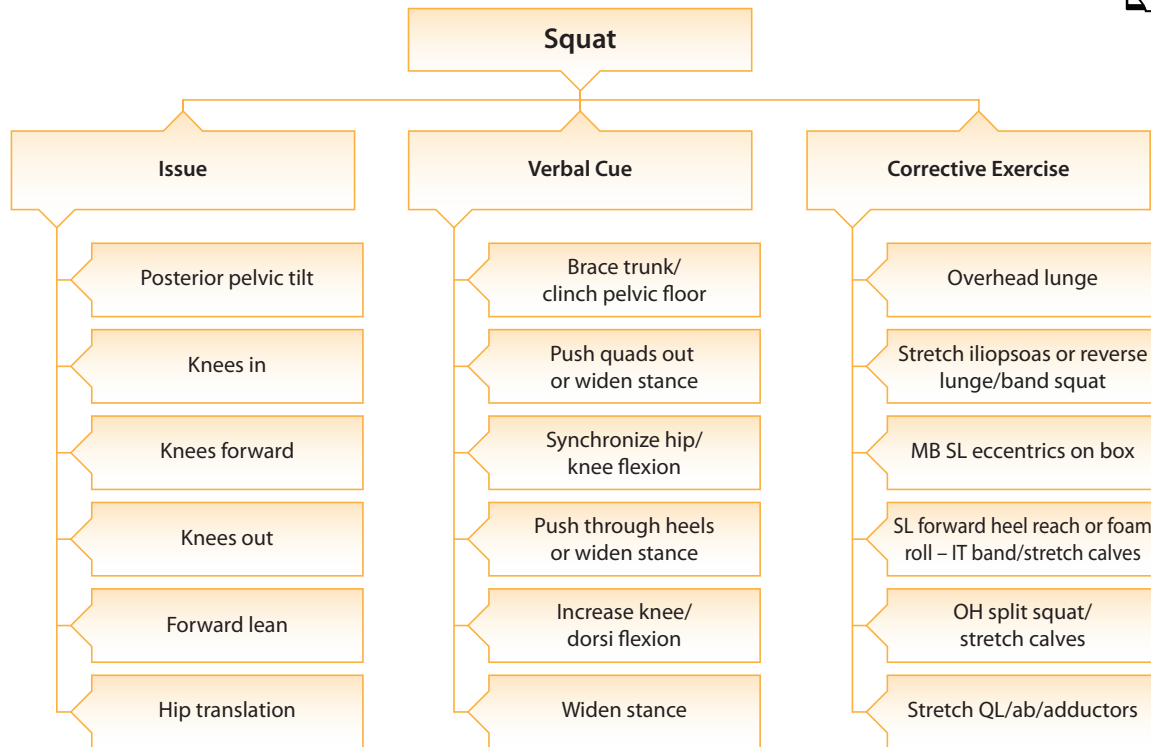 Squat
Issue
Verbal Cue
Corrective Exercise
Posterior pelvic tilt
Brace trunk/
clinch pelvic floor
Overhead lunge
Knees in
Push quads out
or widen stance
Stretch iliopsoas or reverse
lunge/band squat
Knees forward
Synchronize hip/
knee flexion
MB SL eccentrics on box
Knees out
Push through heels
or widen stance
SL forward heel reach or foam
roll – IT band/stretch calves
Forward lean
Increase knee/
dorsi flexion
OH split squat/
stretch calves
Hip translation
Widen stance
Stretch QL/ab/adductors